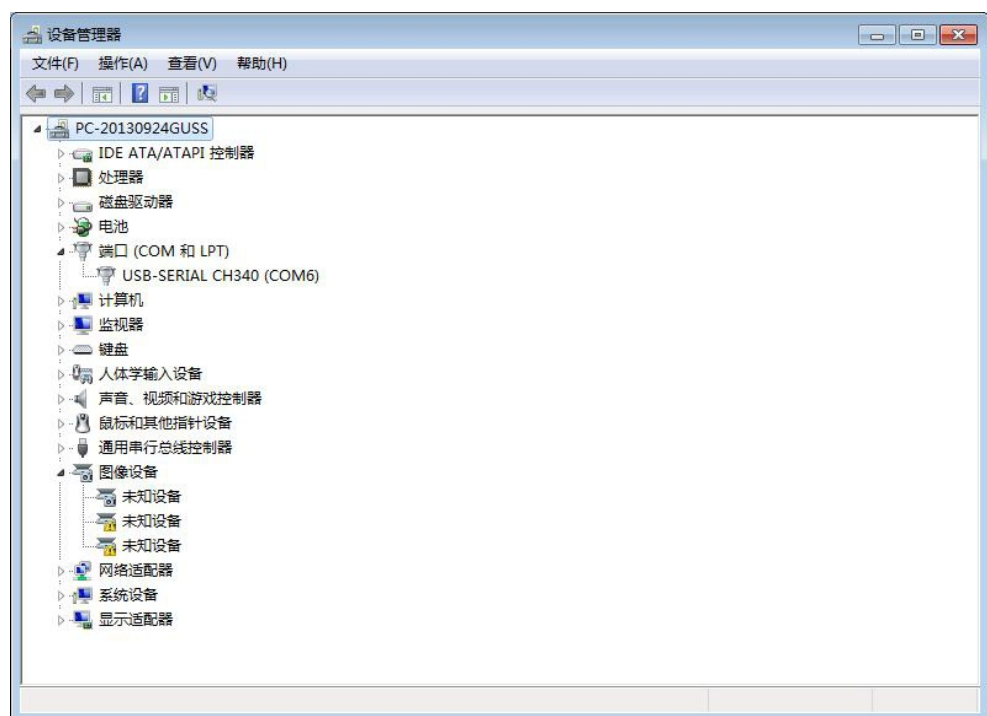 设备管理器
文件(F) 操作(A) 查看(V) 帮助(H)
PC-20130924GUSS
IDE ATA/ATAPI 控制器
处理器
磁盘驱动器
电池
端口 (COM 和 LPT)
USB-SERIAL CH340 (COM6)
计算机
监视器
键盘
人体学输入设备
声音、视频和游戏控制器
鼠标和其他指针设备
通用串行总线控制器
图像设备
未知设备
未知设备
未知设备
网络适配器
系统设备
显示适配器